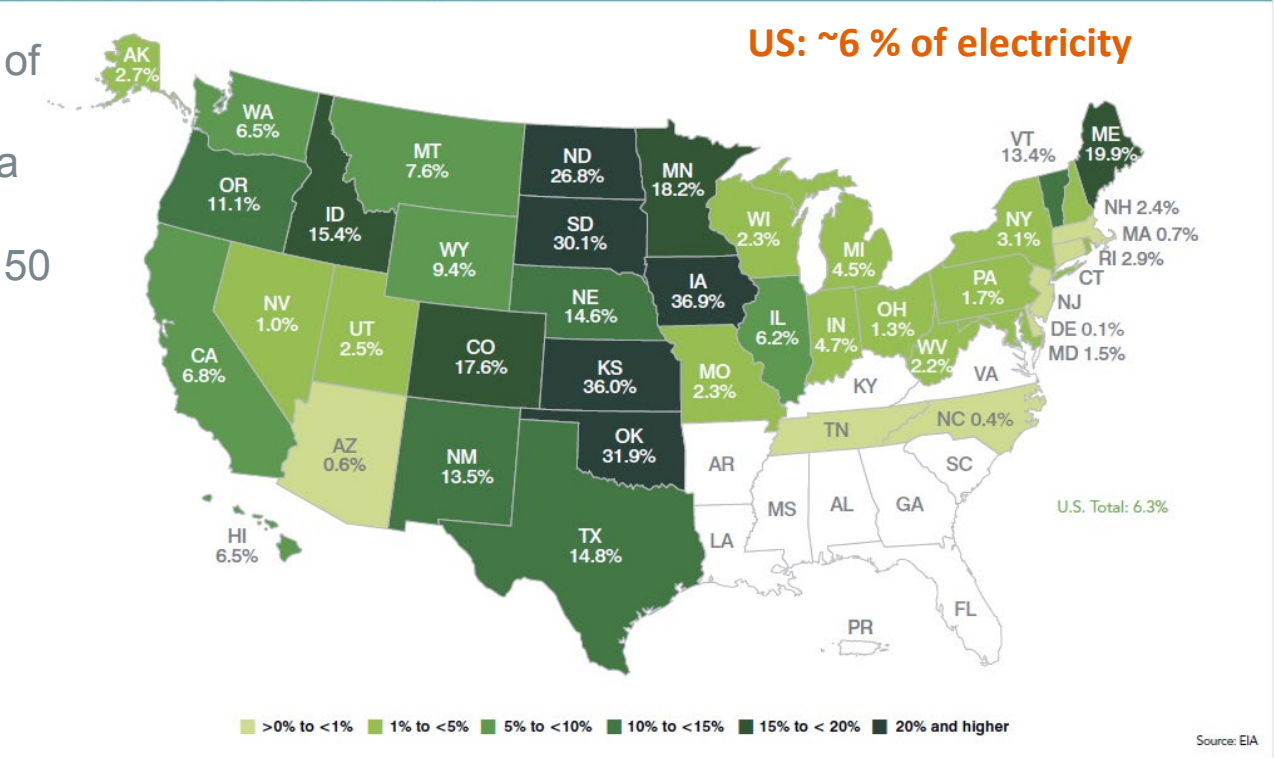 US: ~6 % of electricity
of
a
50
AK
2.7%
WA
6.5%
MT
7.6%
ND
26.8%
MN
18.2%
VT
13.4%
ME
19.9%
OR
11.1%
ID
15.4%
WY
9.4%
SD
30.1%
WI
2.3%
MI
4.5%
NY
3.1%
NH 2.4%
MA 0.7%
RI 2.9%
CT
NJ
DE 0.1%
MD 1.5%
NV
1.0%
UT
2.5%
CO
17.6%
NE
14.6%
IA
36.9%
IL
6.2%
IN
4.7%
OH
1.3%
PA
1.7%
WV
2.2%
VA
CA
6.8%
KS
36.0%
MO
2.3%
KY
AZ
0.6%
NM
13.5%
OK
31.9%
AR
TN
NC 0.4%
SC
MS
AL
GA
LA
TX
14.8%
HI
6.5%
FL
PR
U.S. Total: 6.3%
>0% to <1%
1% to <5%
5% to <10%
10% to <15%
15% to < 20%
20% and higher
Source: EIA